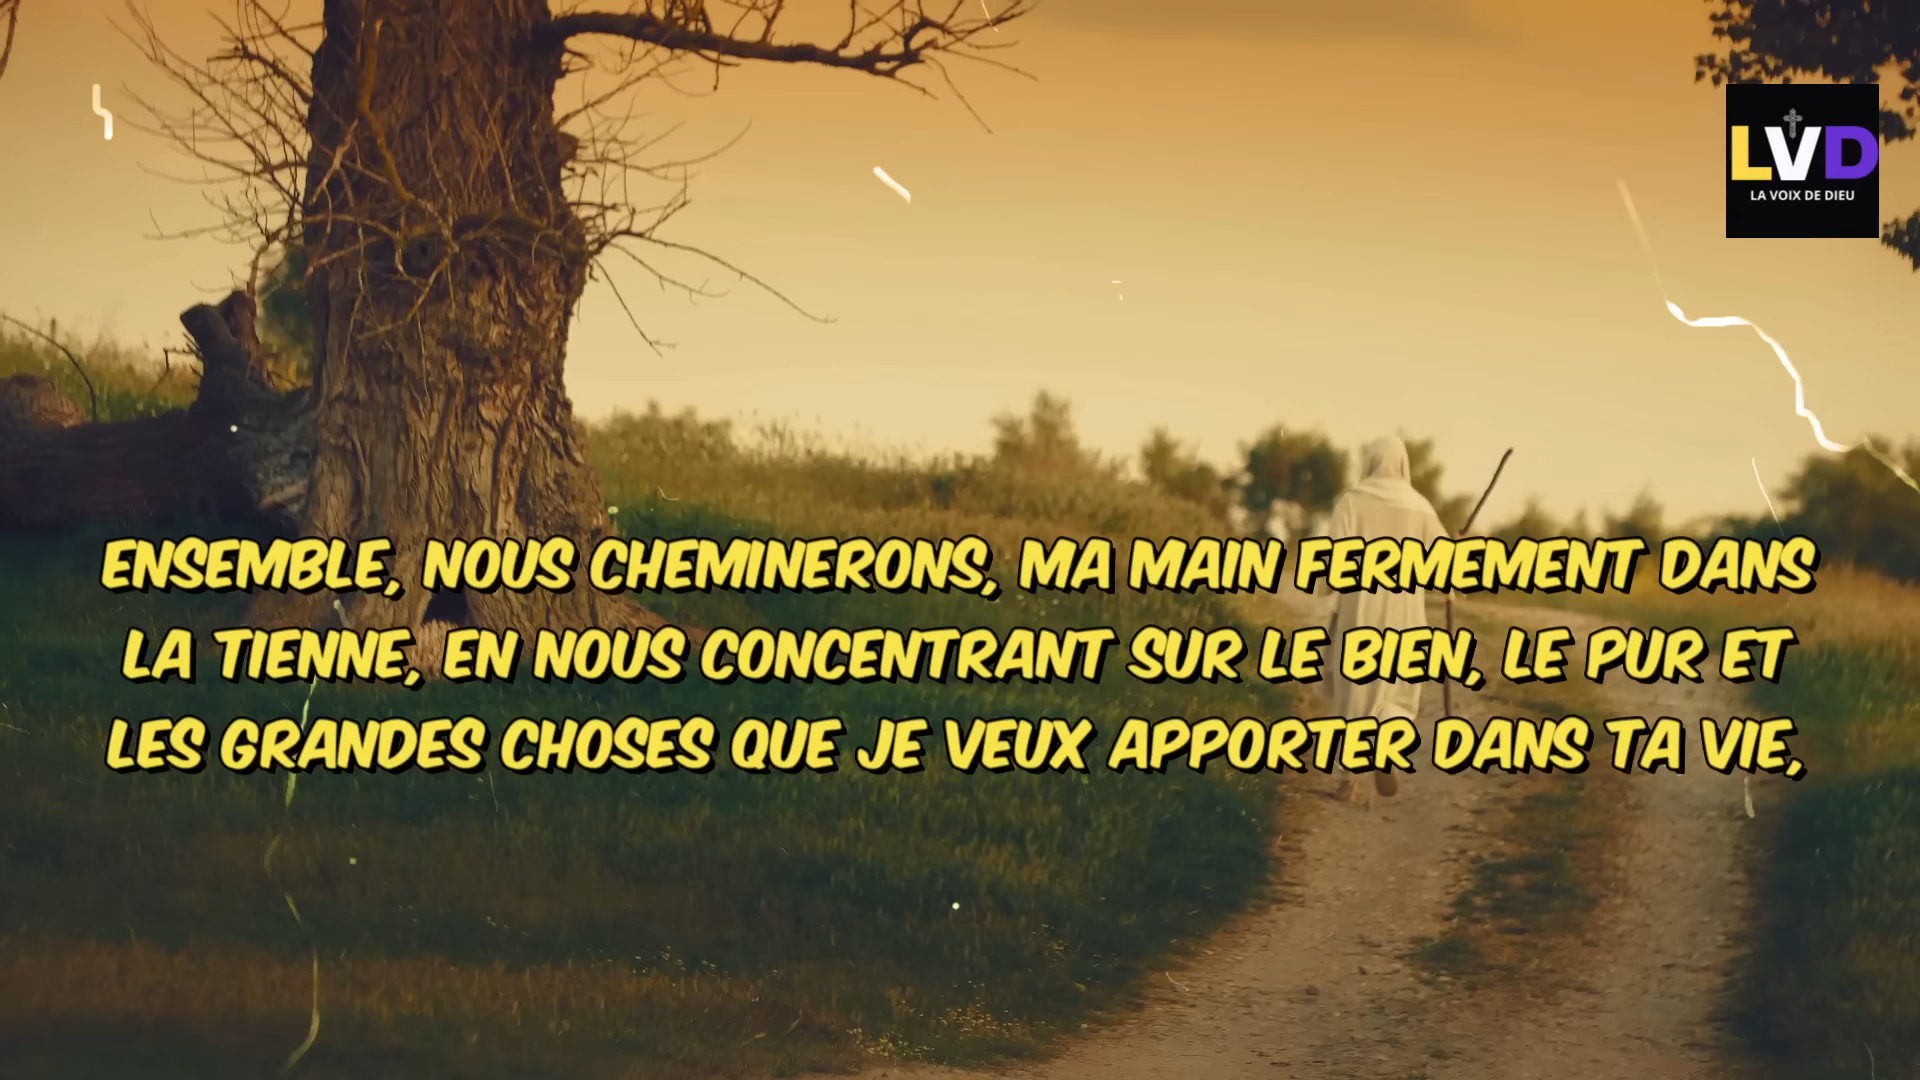 LVD
LA VOIX DE DIEU
ENSEMBLE, NOUS CHEMINERONS, MA MAIN FERMEMENT DANS
LA TIENNE, EN NOUS CONCENTRANT SUR LE BIEN, LE PUR ET
LES GRANDES CHOSES QUE JE VEUX APPORTER DANS TA VIE,